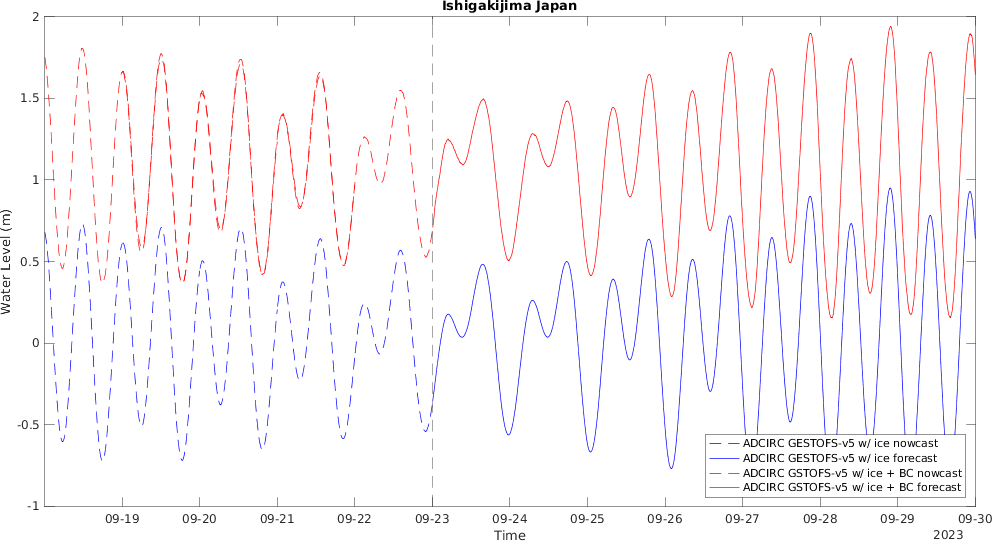 Ishigakijima Japan
2
1.5
1
0.5
0
-0.5
-1
Water Level (m)
ADCIRC GESTOFS-v5 w/ ice nowcast
ADCIRC GESTOFS-v5 w/ ice forecast
ADCIRC GSTOFS-v5 w/ ice + BC nowcast
ADCIRC GSTOFS-v5 w/ ice + BC forecast
09-19 09-20 09-21 09-22 09-23 09-24 09-25 09-26 09-27 09-28 09-29 09-30
Time
2023